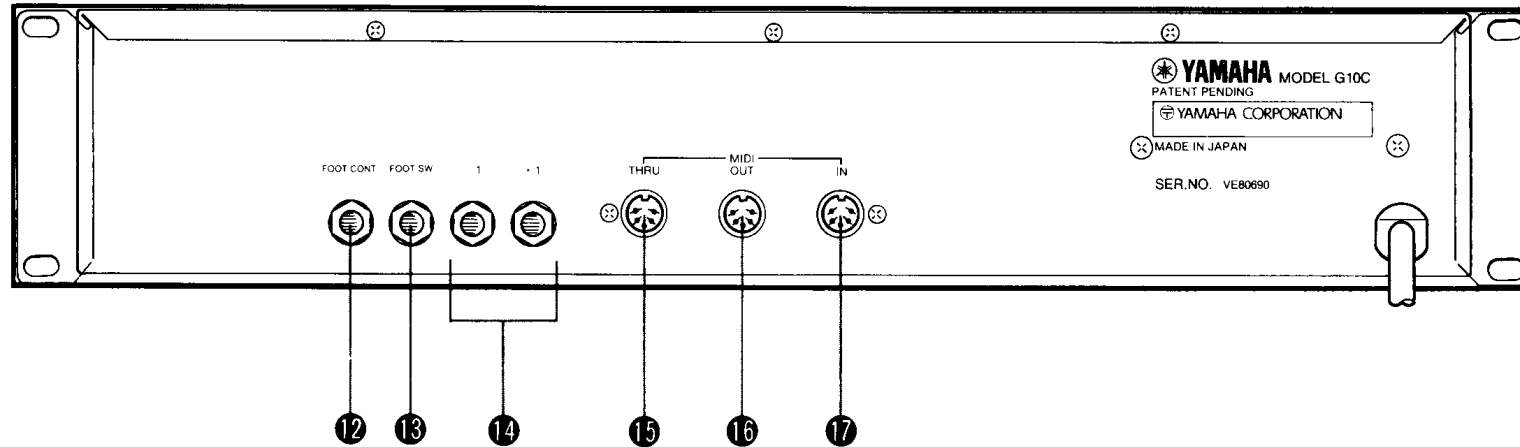 YAMAHA MODEL G10C
PATENT PENDING
YAMAHA CORPORATION
MADE IN JAPAN
SER.NO. VE80690
FOOT CONT FOOT SW 1 +1
MIDI
THRU OUT IN
12 13 14 15 16 17